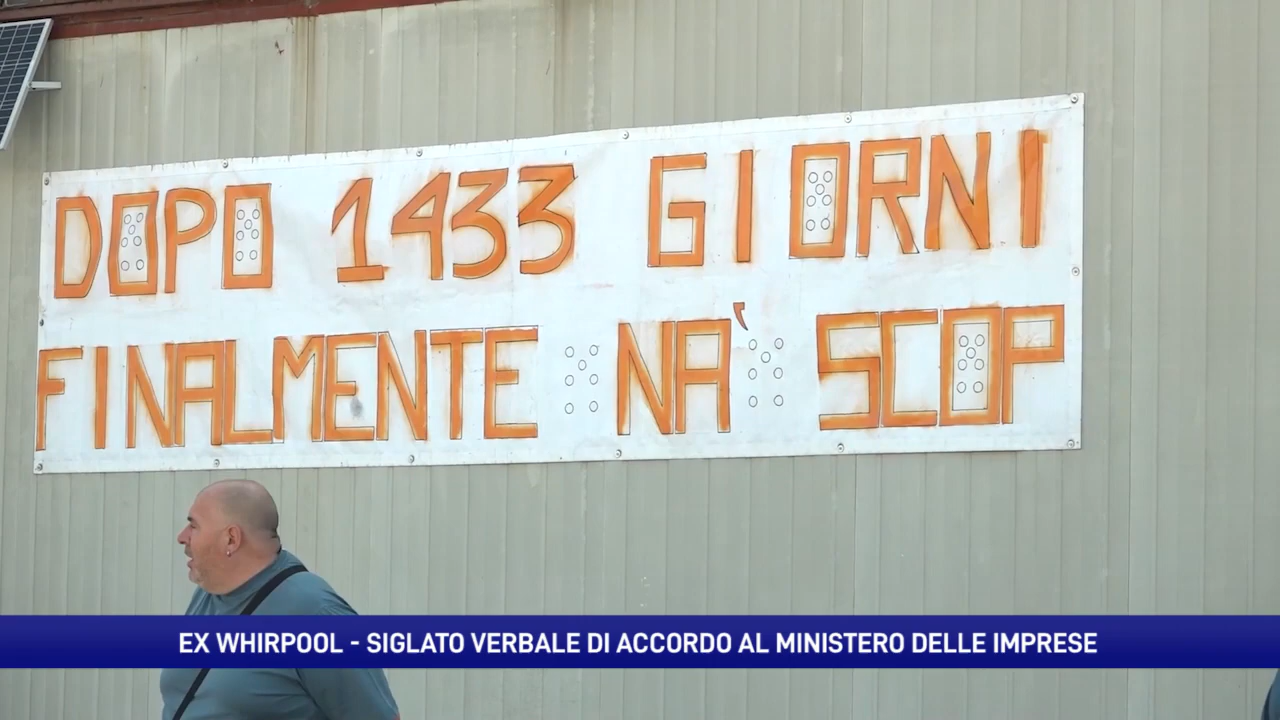 DOPO 1433 GIORNI
FINALMENTE NA' SCOP
EX WHIRPOOL - SIGLATO VERBALE DI ACCORDO AL MINISTERO DELLE IMPRESE